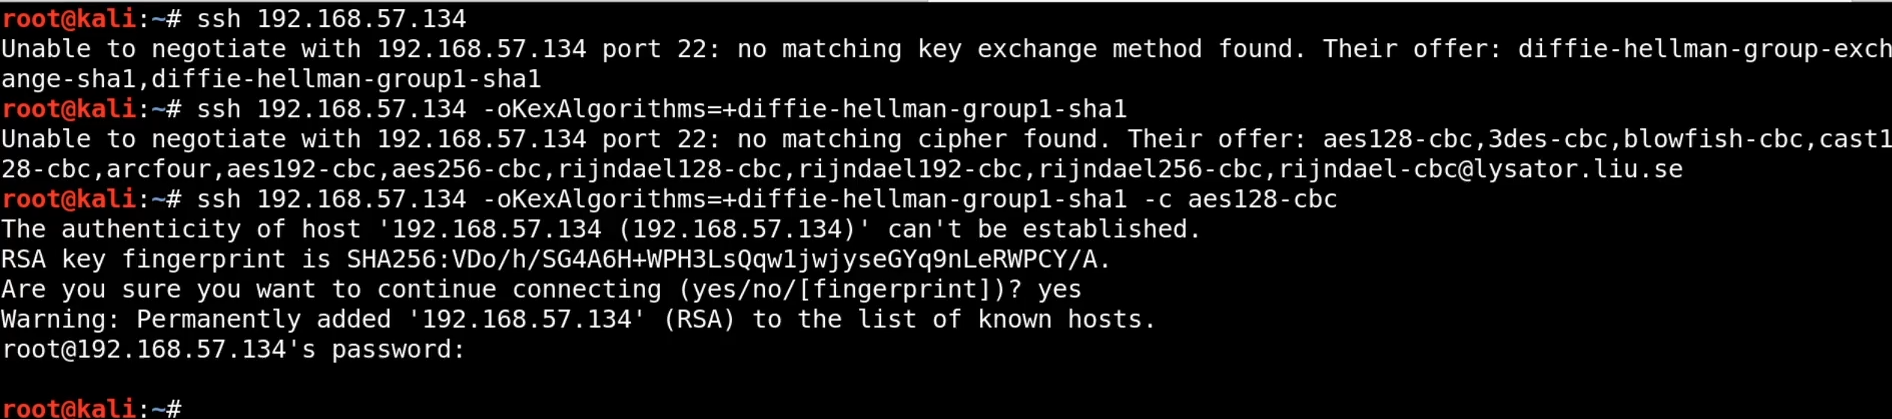 root@kali:~# ssh 192.168.57.134
Unable to negotiate with 192.168.57.134 port 22: no matching key exchange method found. Their offer: diffie-hellman-group-exch
ange-sha1,diffie-hellman-group1-sha1
root@kali:~# ssh 192.168.57.134 -oKexAlgorithms=+diffie-hellman-group1-sha1
Unable to negotiate with 192.168.57.134 port 22: no matching cipher found. Their offer: aes128-cbc,3des-cbc,blowfish-cbc,cast1
28-cbc,arcfour,aes192-cbc,aes256-cbc,rijndael128-cbc,rijndael192-cbc,rijndael256-cbc,rijndael-cbc@lysator.liu.se
root@kali:~# ssh 192.168.57.134 -oKexAlgorithms=+diffie-hellman-group1-sha1 -c aes128-cbc
The authenticity of host '192.168.57.134 (192.168.57.134)' can't be established.
RSA key fingerprint is SHA256:VDo/h/SG4A6H+WPH3LsQqw1jwjyseGYq9nLeRWPCY/A.
Are you sure you want to continue connecting (yes/no/[fingerprint])? yes
Warning: Permanently added '192.168.57.134' (RSA) to the list of known hosts.
root@192.168.57.134's password:
root@kali:~#